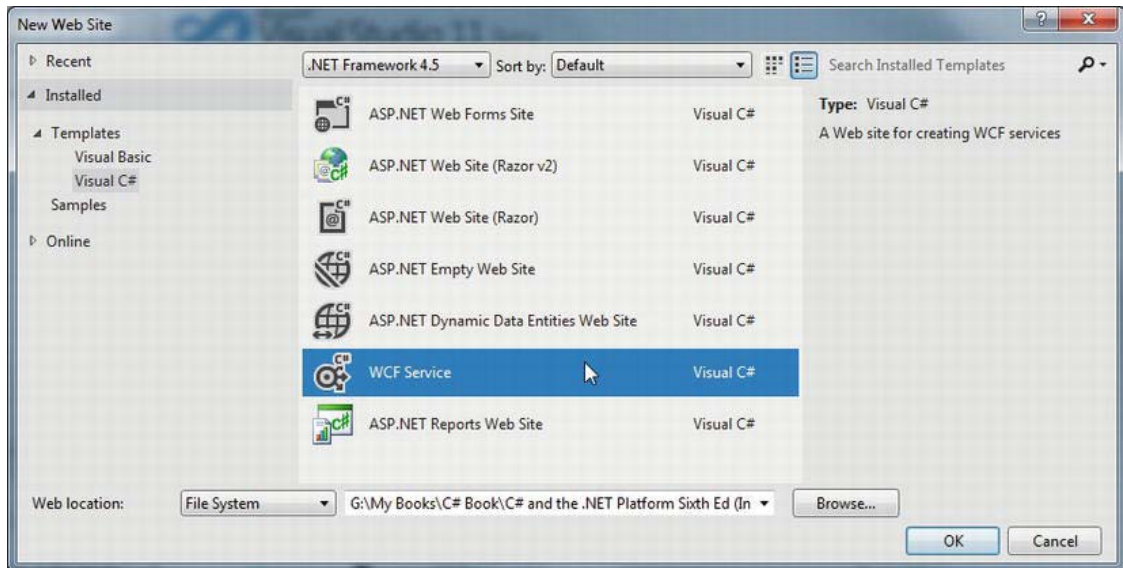 New Web Site
Visual Studio 11
Recent
.NET Framework 4.5
Sort by:
Default
Search Installed Templates
Installed
Templates
Visual Basic
Visual C#
Samples
Online
ASP.NET Web Forms Site Visual C#
ASP.NET Web Site (Razor v2) Visual C#
ASP.NET Web Site (Razor) Visual C#
ASP.NET Empty Web Site Visual C#
ASP.NET Dynamic Data Entities Web Site Visual C#
WCF Service Visual C#
ASP.NET Reports Web Site Visual C#
Type: Visual C#
A Web site for creating WCF services
Web location:
File System
G:\My Books\C# Book\C# and the .NET Platform Sixth Ed (In
Browse...
OK
Cancel